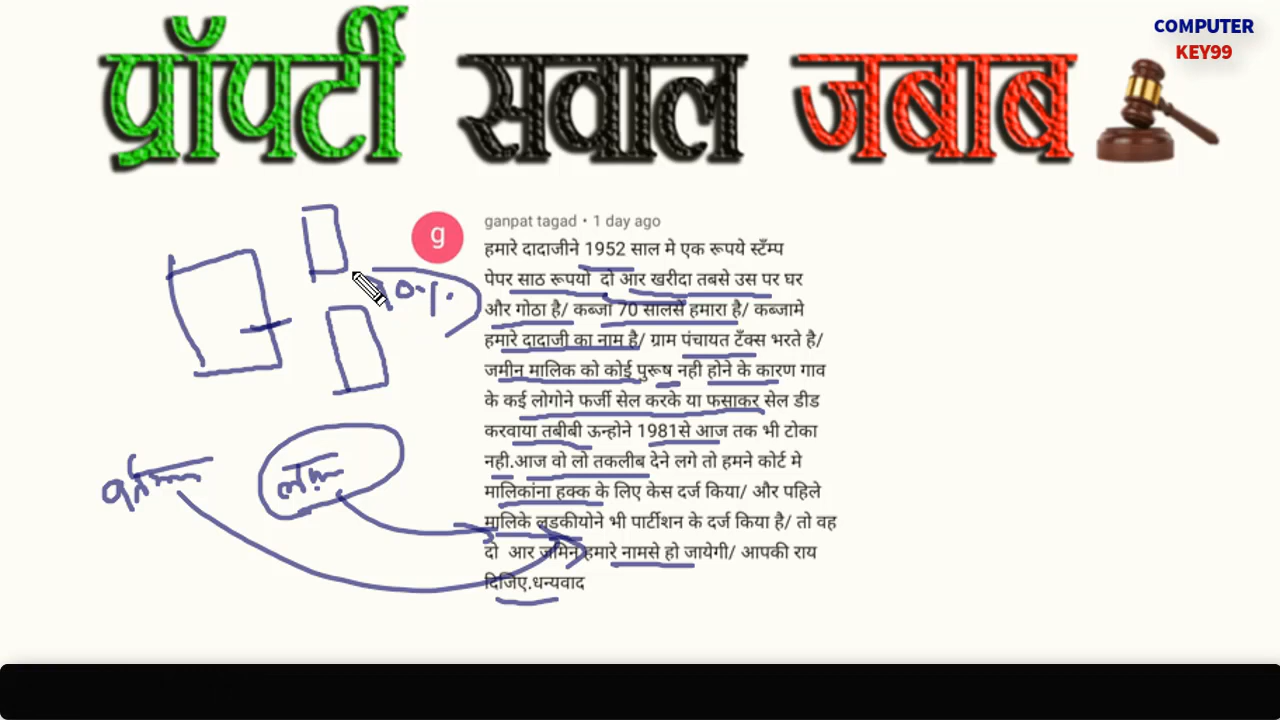 COMPUTER
KEY99
प्रॉपर्टी सवाल जबाब
g
ganpat tagad • 1 day ago
हमारे दादाजीने 1952 साल मे एक रूपये स्टॅम्प
पेपर साठ रूपयो दो आर खरीदा तबसे उस पर घर
और गोठा है/ कब्जा 70 सालसें हमारा है/ कब्जामे
हमारे दादाजी का नाम है/ ग्राम पंचायत टॅक्स भरते है/
जमीन मालिक को कोई पुरूष नही होने के कारण गाव
के कई लोगोने फर्जी सेल करके या फसाकर सेल डीड
करवाया तबीबी ऊन्होने 1981से आज तक भी टोका
नही.आज वो लो तकलीब देने लगे तो हमने कोर्ट मे
मालिकांना हक्क के लिए केस दर्ज किया/ और पहिले
मालिके लडकीयोने भी पार्टीशन के दर्ज किया है/ तो वह
दो आर जमिन हमारे नामसे हो जायेगी/ आपकी राय
दिजिए.धन्यवाद